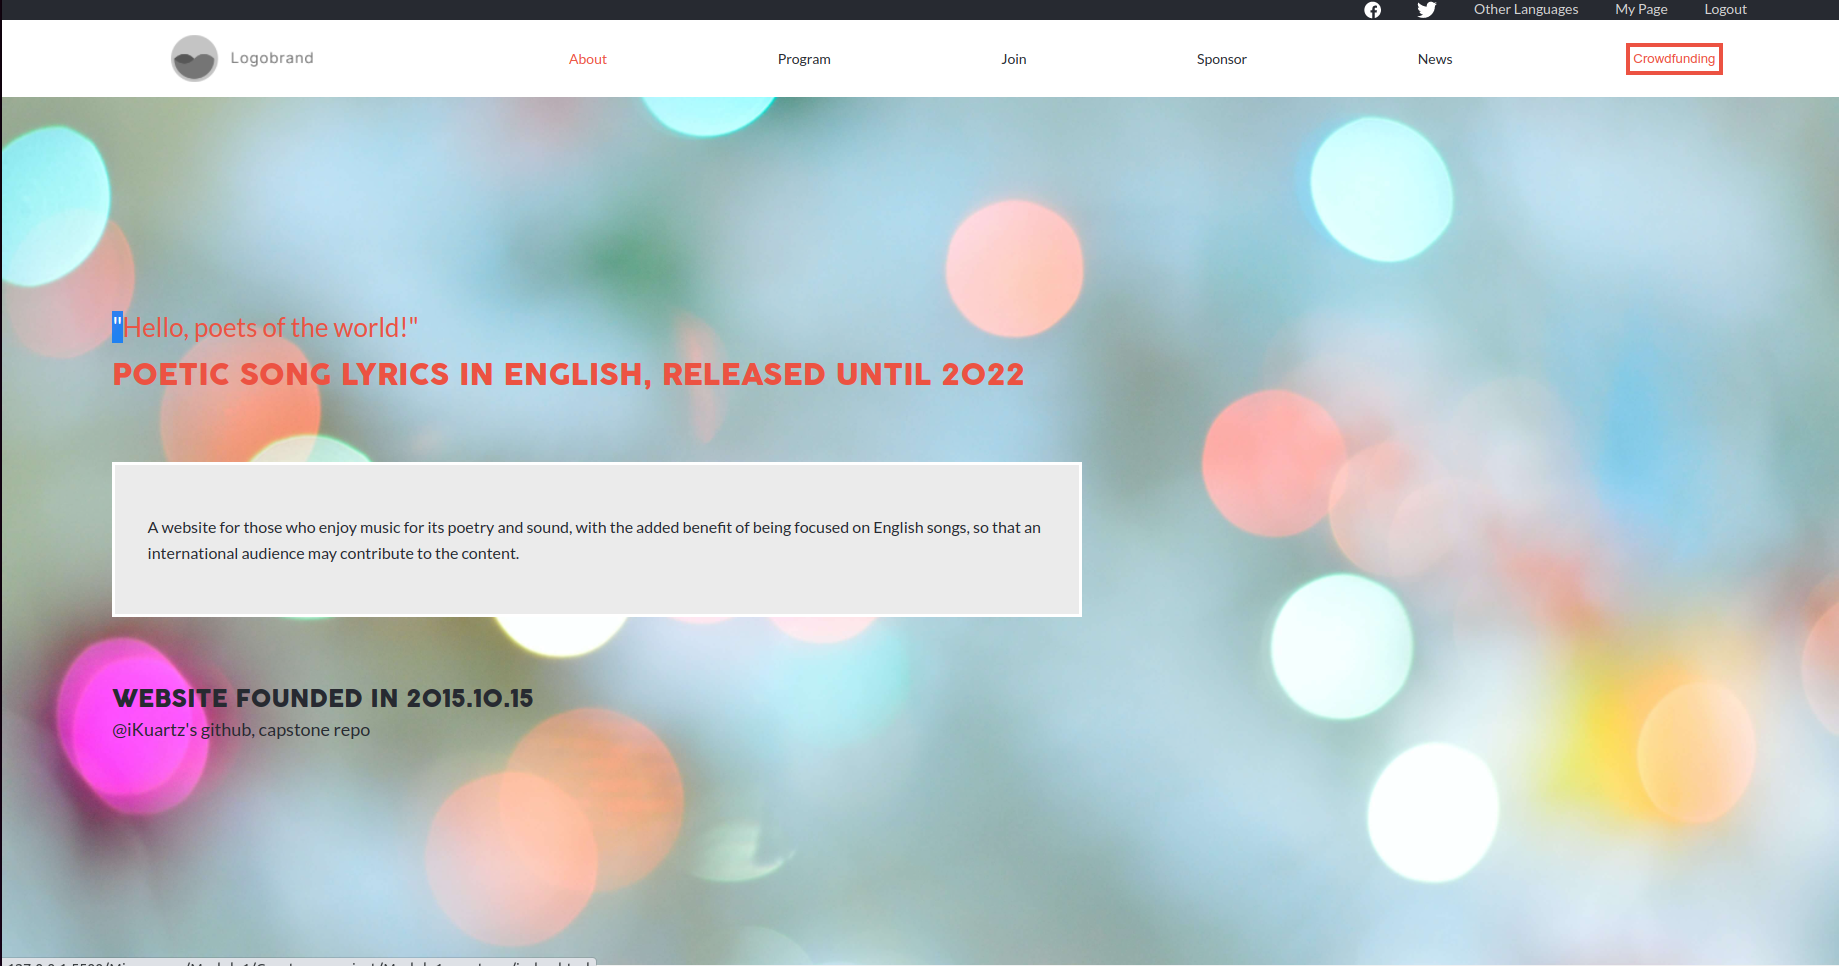 Other Languages My Page Logout
Logobrand About Program Join Sponsor News Crowdfunding
"Hello, poets of the world!"
POETIC SONG LYRICS IN ENGLISH, RELEASED UNTIL 2022
A website for those who enjoy music for its poetry and sound, with the added benefit of being focused on English songs, so that an
international audience may contribute to the content.
WEBSITE FOUNDED IN 2015.10.15
@iKuartz's github, capstone repo